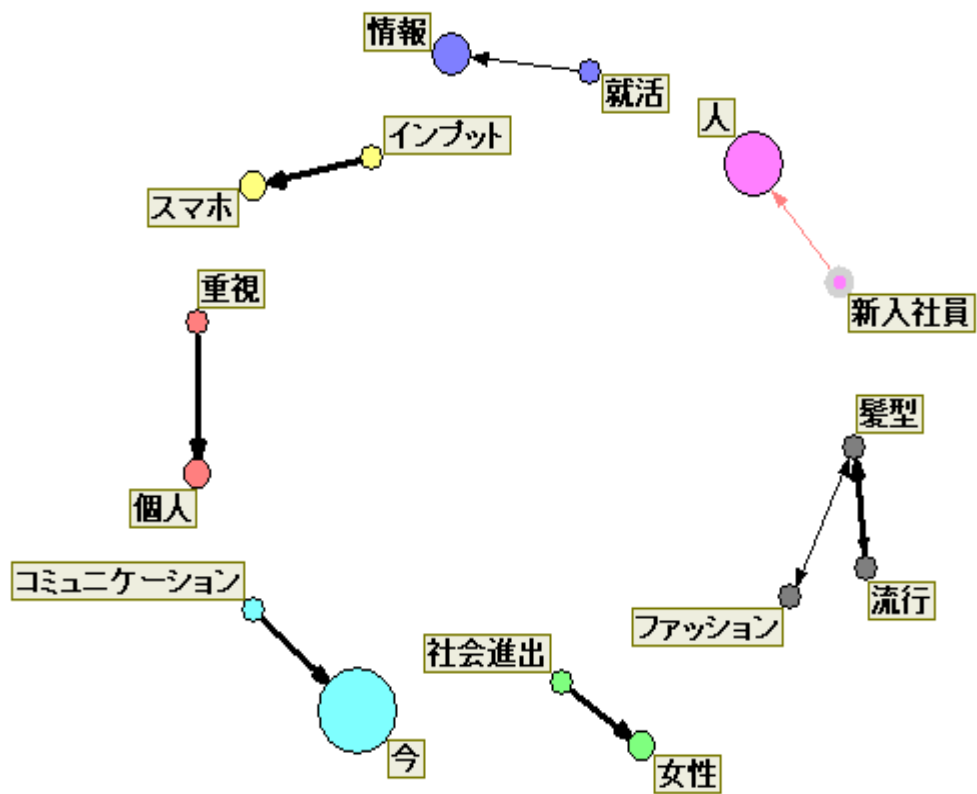 情報
就活
人
インプット
スマホ
重視
新入社員
髪型
個人
コミュニケーション
流行
ファッション
社会進出
今
女性